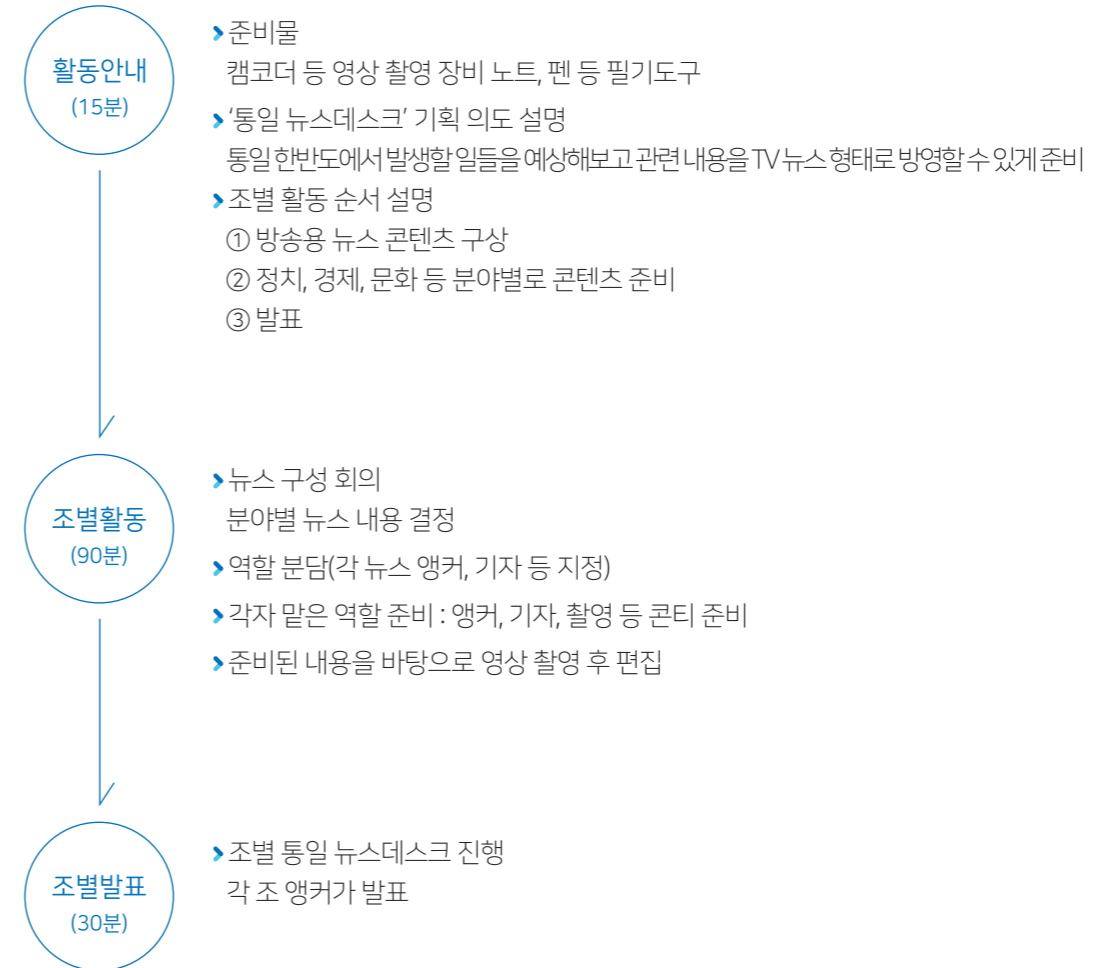 활동안내
(15분)
준비물
캠코더 등 영상 촬영 장비 노트, 펜 등 필기도구
‘통일 뉴스데스크’ 기획 의도 설명
통일 한반도에서 발생할 일들을 예상해보고 관련 내용을 TV 뉴스 형태로 방영할 수 있게 준비
조별 활동 순서 설명
① 방송용 뉴스 콘텐츠 구상
② 정치, 경제, 문화 등 분야별로 콘텐츠 준비
③ 발표
조별활동
(90분)
뉴스 구성 회의
분야별 뉴스 내용 결정
역할 분담(각 뉴스 앵커, 기자 등 지정)
각자 맡은 역할 준비 : 앵커, 기자, 촬영 등 콘티 준비
준비된 내용을 바탕으로 영상 촬영 후 편집
조별발표
(30분)
조별 통일 뉴스데스크 진행
각 조 앵커가 발표